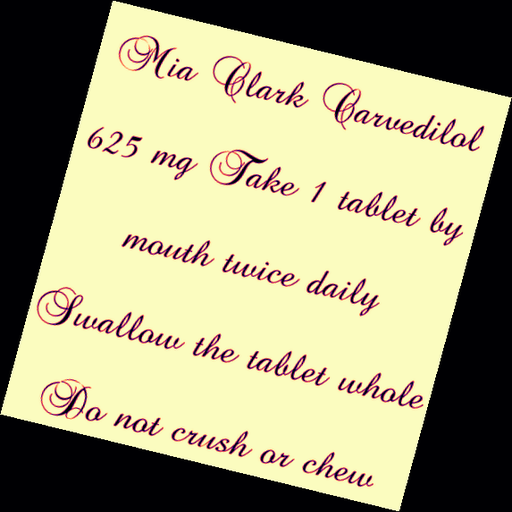 Mia Clark Carvedilol
625 mg Take 1 tablet by
mouth twice daily
Swallow the tablet whole
Do not crush or chew